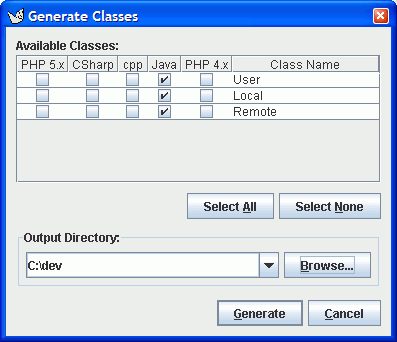 Generate Classes
Available Classes:
PHP 5.x CSharp cpp Java PHP 4.x Class Name
User
Local
Remote
Select All Select None
Output Directory:
C:\dev Browse...
Generate Cancel